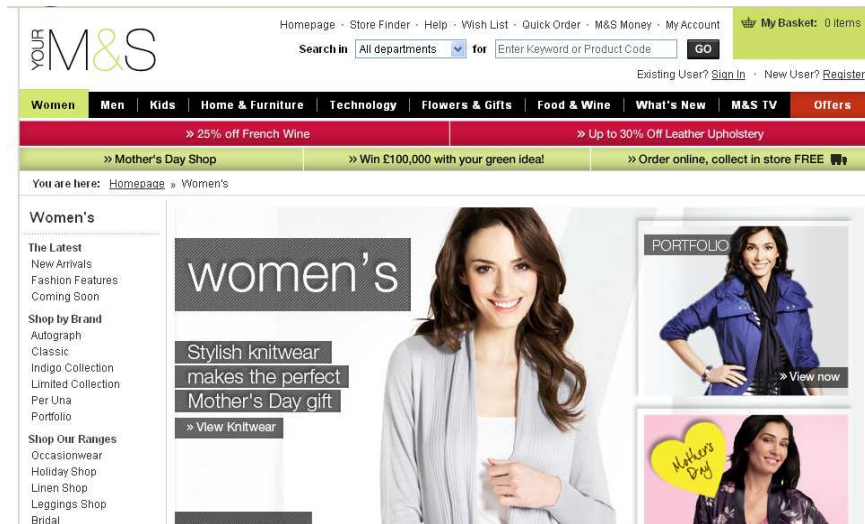 YOUR M&S
Homepage · Store Finder · Help · Wish List · Quick Order · M&S Money · My Account
My Basket: 0 items
Search in All departments for Enter Keyword or Product Code GO
Existing User? Sign In · New User? Register
Women Men Kids Home & Furniture Technology Flowers & Gifts Food & Wine What's New M&S TV Offers
» 25% off French Wine » Up to 30% Off Leather Upholstery
» Mother's Day Shop » Win £100,000 with your green idea! » Order online, collect in store FREE
You are here: Homepage » Women's
Women's
The Latest
New Arrivals
Fashion Features
Coming Soon
Shop by Brand
Autograph
Classic
Indigo Collection
Limited Collection
Per Una
Portfolio
Shop Our Ranges
Occasionwear
Holiday Shop
Linen Shop
Leggings Shop
Bridal
women's
Stylish knitwear
makes the perfect
Mother's Day gift
» View Knitwear
PORTFOLIO
» View now
Mother's
Day